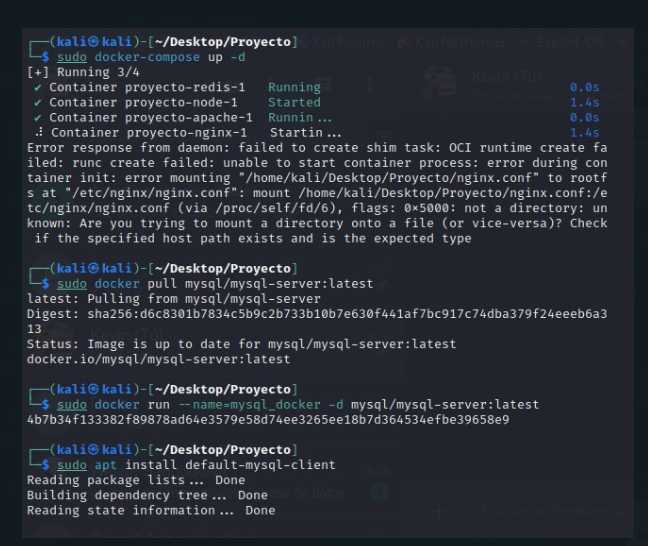 ┌──(kali㉿kali)-[~/Desktop/Proyecto]
└─$ sudo docker-compose up -d
[+] Running 3/4
✔ Container proyecto-redis-1   Running   0.0s
✔ Container proyecto-node-1   Started   1.4s
✔ Container proyecto-apache-1   Runnin...   0.0s
⠼ Container proyecto-nginx-1   Startin...   1.4s
Error response from daemon: failed to create shim task: OCI runtime create fa
iled: runc create failed: unable to start container process: error during con
tainer init: error mounting "/home/kali/Desktop/Proyecto/nginx.conf" to rootf
s at "/etc/nginx/nginx.conf": mount /home/kali/Desktop/Proyecto/nginx.conf:/e
tc/nginx/nginx.conf (via /proc/self/fd/6), flags: 0x5000: not a directory: un
known: Are you trying to mount a directory onto a file (or vice-versa)? Check
if the specified host path exists and is the expected type
┌──(kali㉿kali)-[~/Desktop/Proyecto]
└─$ sudo docker pull mysql/mysql-server:latest
latest: Pulling from mysql/mysql-server
Digest: sha256:d6c8301b7834c5b9c2b733b10b7e630f441af7bc917c74dba379f24eeeb6a3
13
Status: Image is up to date for mysql/mysql-server:latest
docker.io/mysql/mysql-server:latest
┌──(kali㉿kali)-[~/Desktop/Proyecto]
└─$ sudo docker run --name=mysql_docker -d mysql/mysql-server:latest
4b7b34f133382f89878ad64e3579e58d74ee3265ee18b7d364534efbe39658e9
┌──(kali㉿kali)-[~/Desktop/Proyecto]
└─$ sudo apt install default-mysql-client
Reading package lists... Done
Building dependency tree... Done
Reading state information... Done